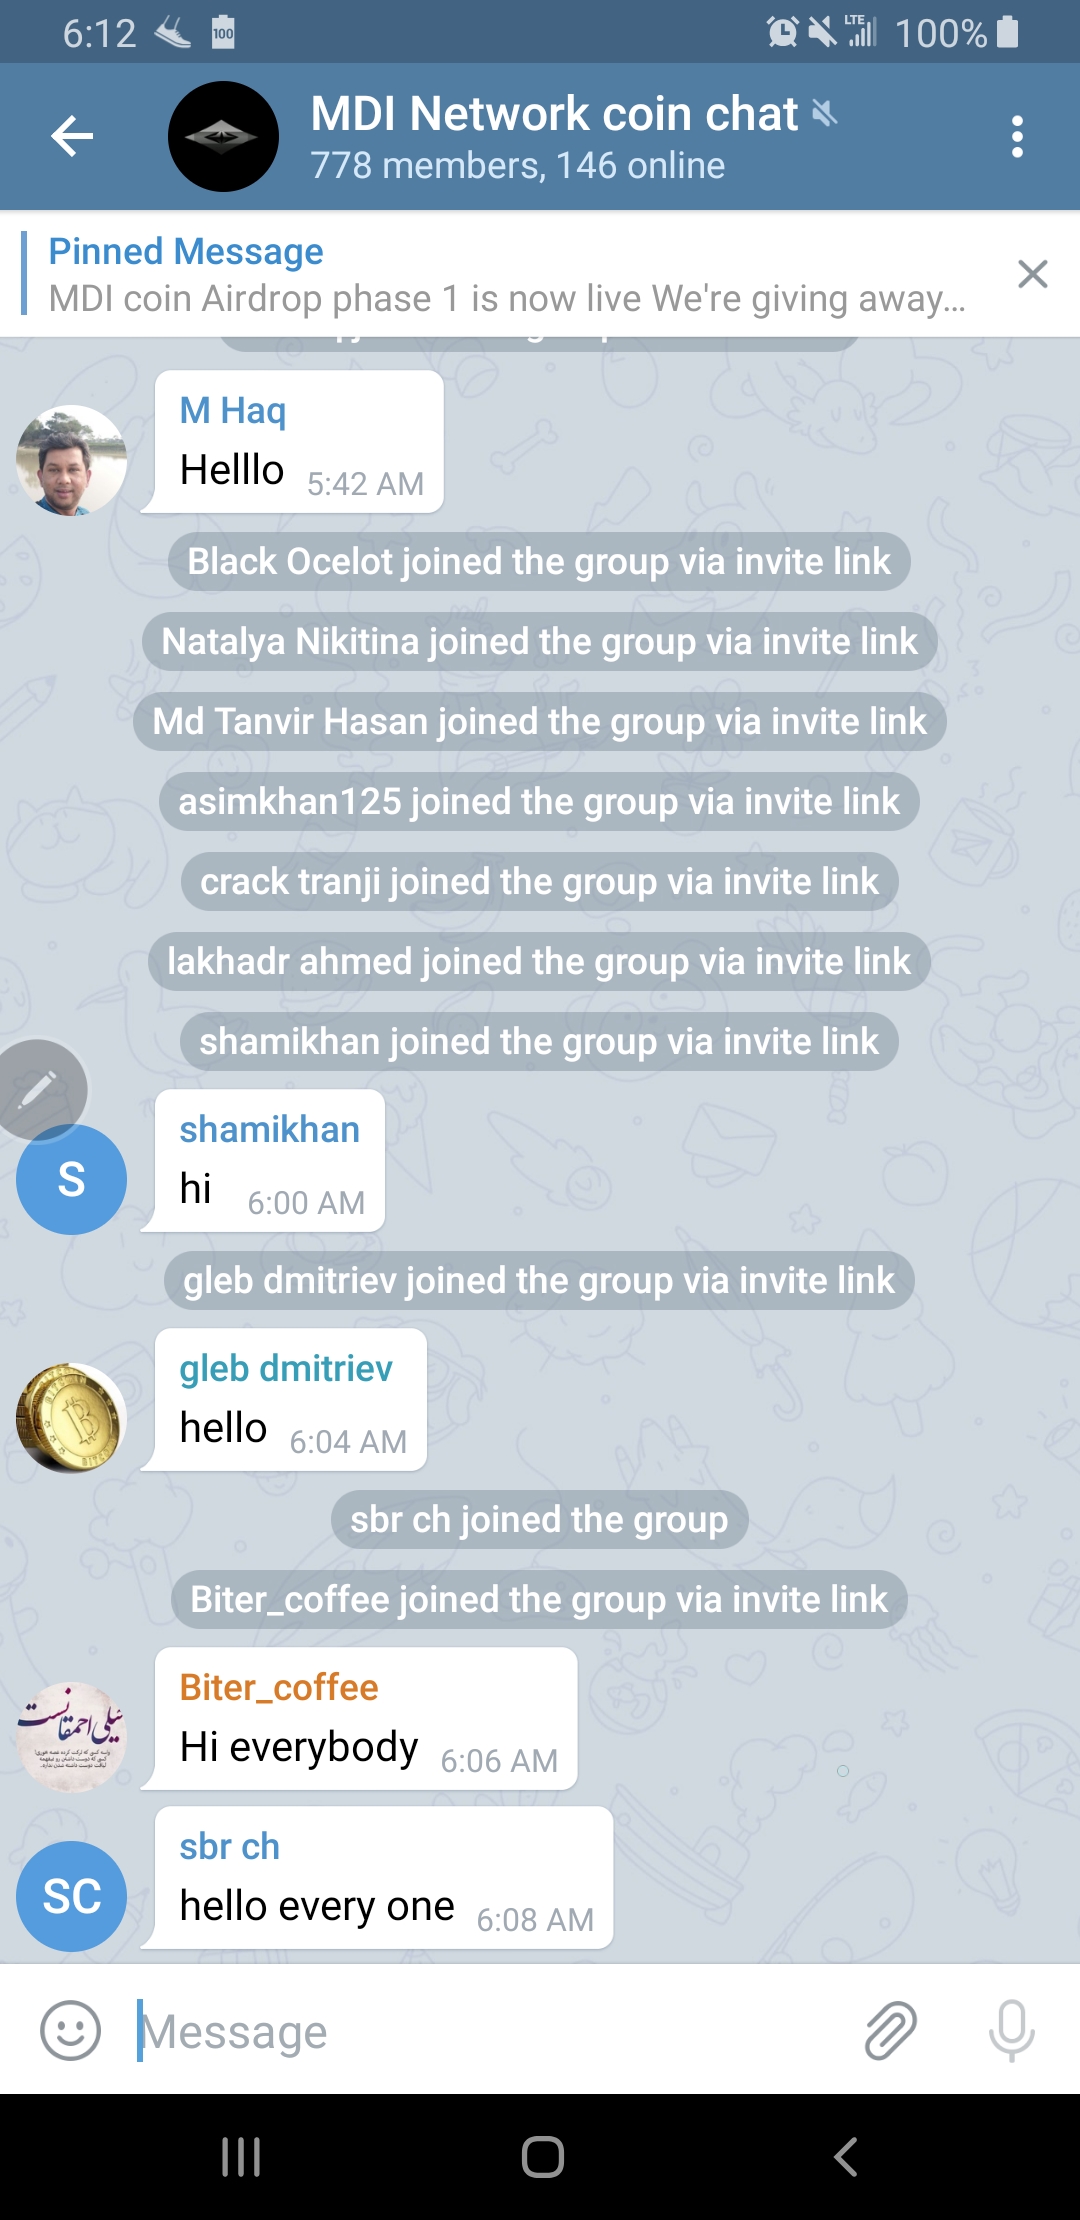 6:12
100
LTE
100%
MDI Network coin chat
778 members, 146 online
Pinned Message
MDI coin Airdrop phase 1 is now live We're giving away...
M Haq
Helllo 5:42 AM
Black Ocelot joined the group via invite link
Natalya Nikitina joined the group via invite link
Md Tanvir Hasan joined the group via invite link
asimkhan125 joined the group via invite link
crack tranji joined the group via invite link
lakhadr ahmed joined the group via invite link
shamikhan joined the group via invite link
S
shamikhan
hi 6:00 AM
gleb dmitriev joined the group via invite link
gleb dmitriev
hello 6:04 AM
sbr ch joined the group
Biter_coffee joined the group via invite link
Biter_coffee
Hi everybody 6:06 AM
SC
sbr ch
hello every one 6:08 AM
Message